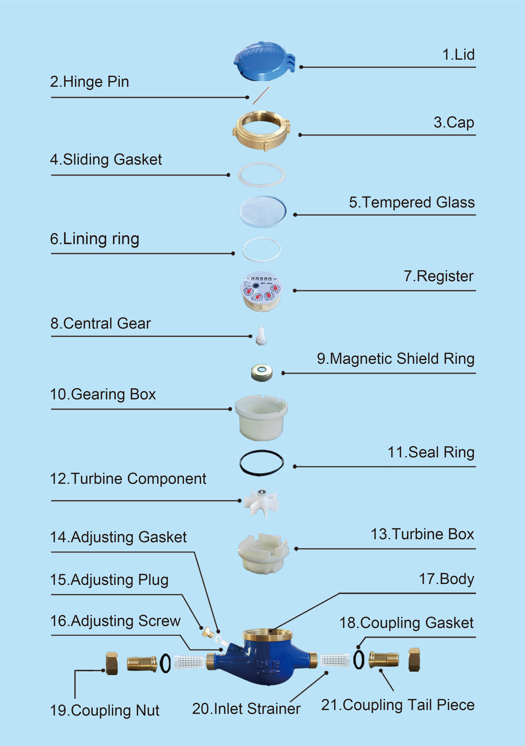 1.Lid
2.Hinge Pin
3.Cap
4.Sliding Gasket
5.Tempered Glass
6.Lining ring
7.Register
8.Central Gear
9.Magnetic Shield Ring
10.Gearing Box
11.Seal Ring
12.Turbine Component
13.Turbine Box
14.Adjusting Gasket
15.Adjusting Plug
17.Body
16.Adjusting Screw
18.Coupling Gasket
19.Coupling Nut
20.Inlet Strainer
21.Coupling Tail Piece